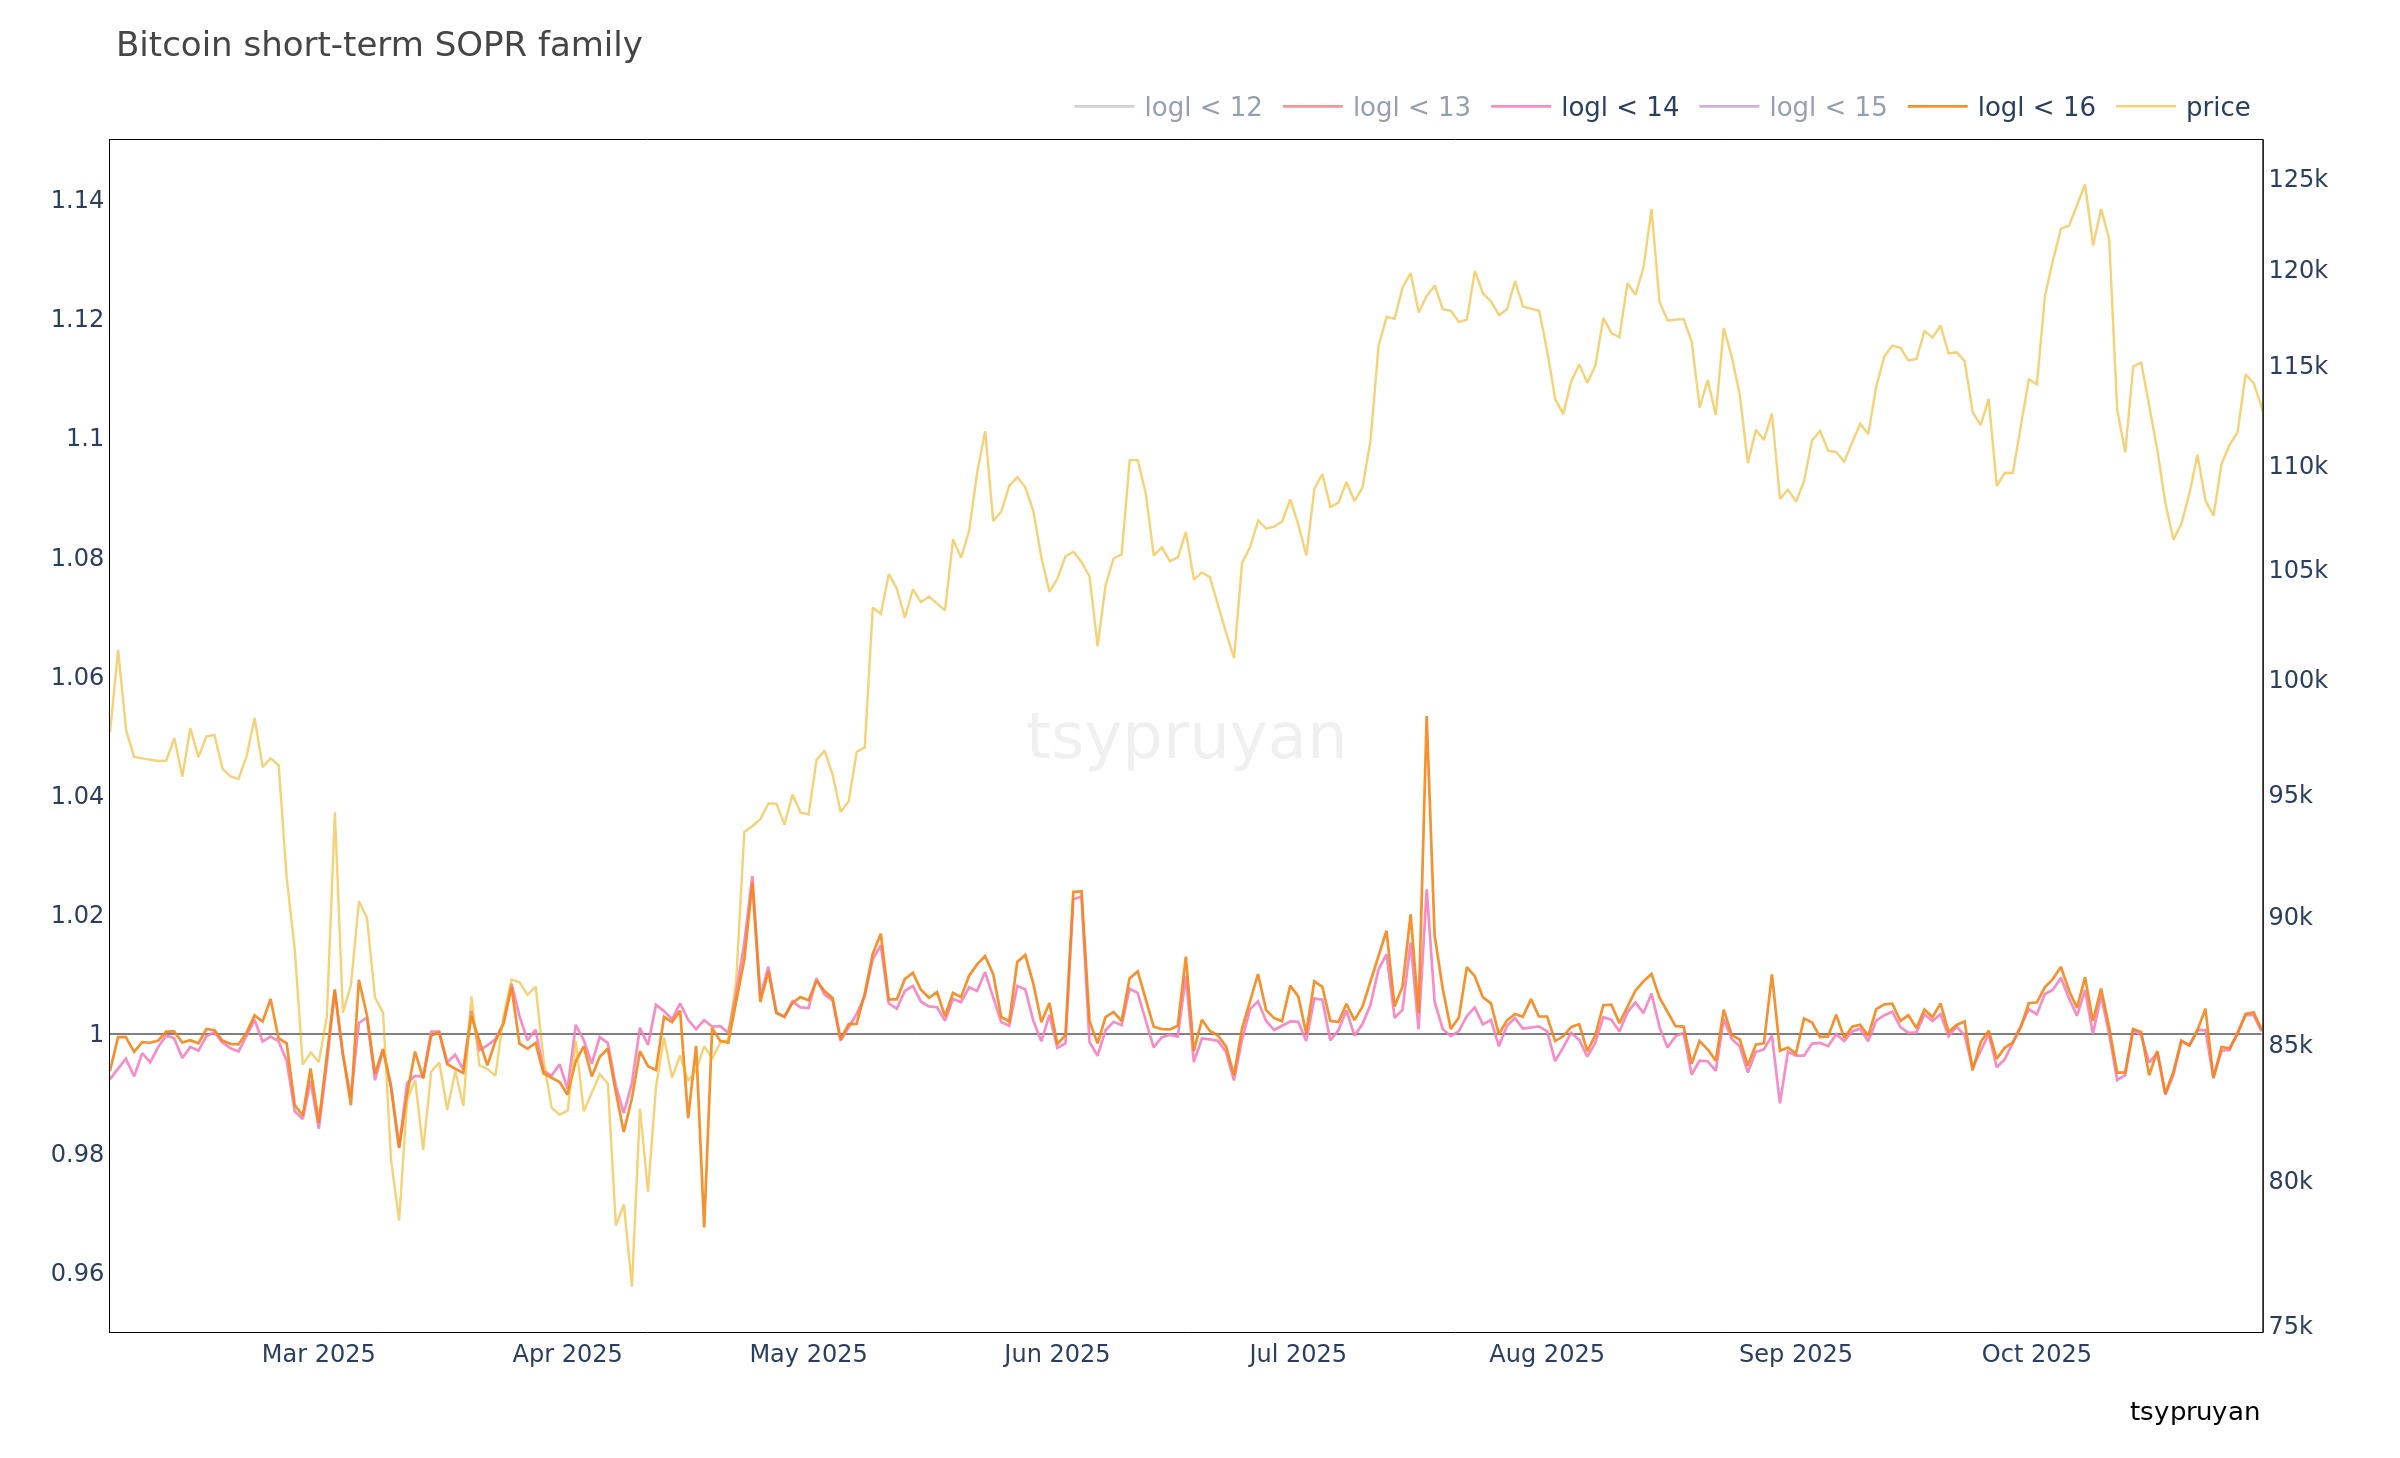 Bitcoin short-term SOPR family
logl < 12 logl < 13 logl < 14 logl < 15 logl < 16 price
1.14 125k
1.12 120k
1.1 115k
1.08 110k
1.06 105k
1.04 100k
1.02 95k
1 90k
0.98 85k
0.96 80k
75k
tsypruyan
Mar 2025 Apr 2025 May 2025 Jun 2025 Jul 2025 Aug 2025 Sep 2025 Oct 2025
tsypruyan